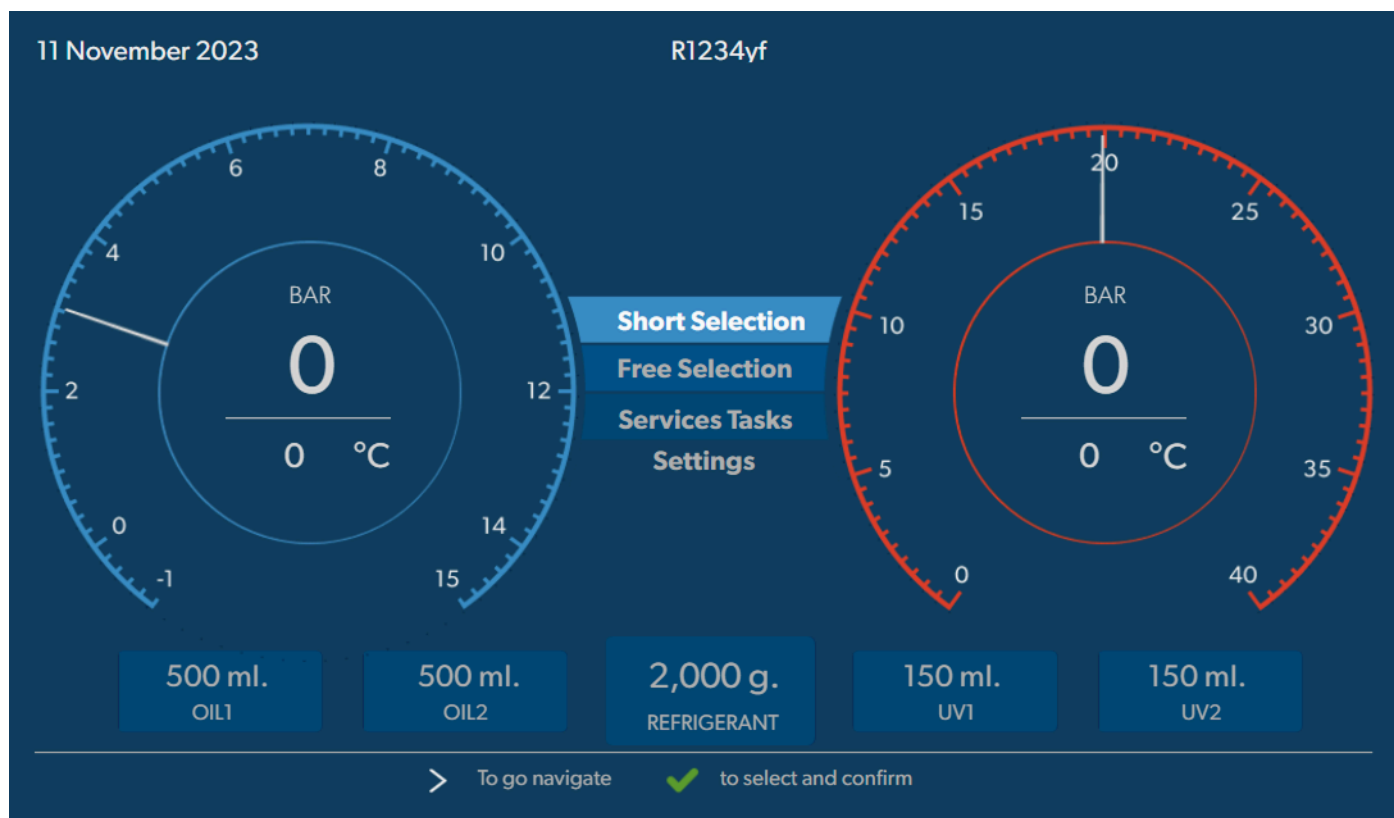 11 November 2023
R1234yf
6
8
4
10
2
12
0
14
-1
15
BAR
0
0 °C
Short Selection
Free Selection
Services Tasks
Settings
20
15
25
10
30
5
35
0
40
BAR
0
0 °C
500 ml.
OIL1
500 ml.
OIL2
2,000 g.
REFRIGERANT
150 ml.
UV1
150 ml.
UV2
> To go navigate
to select and confirm